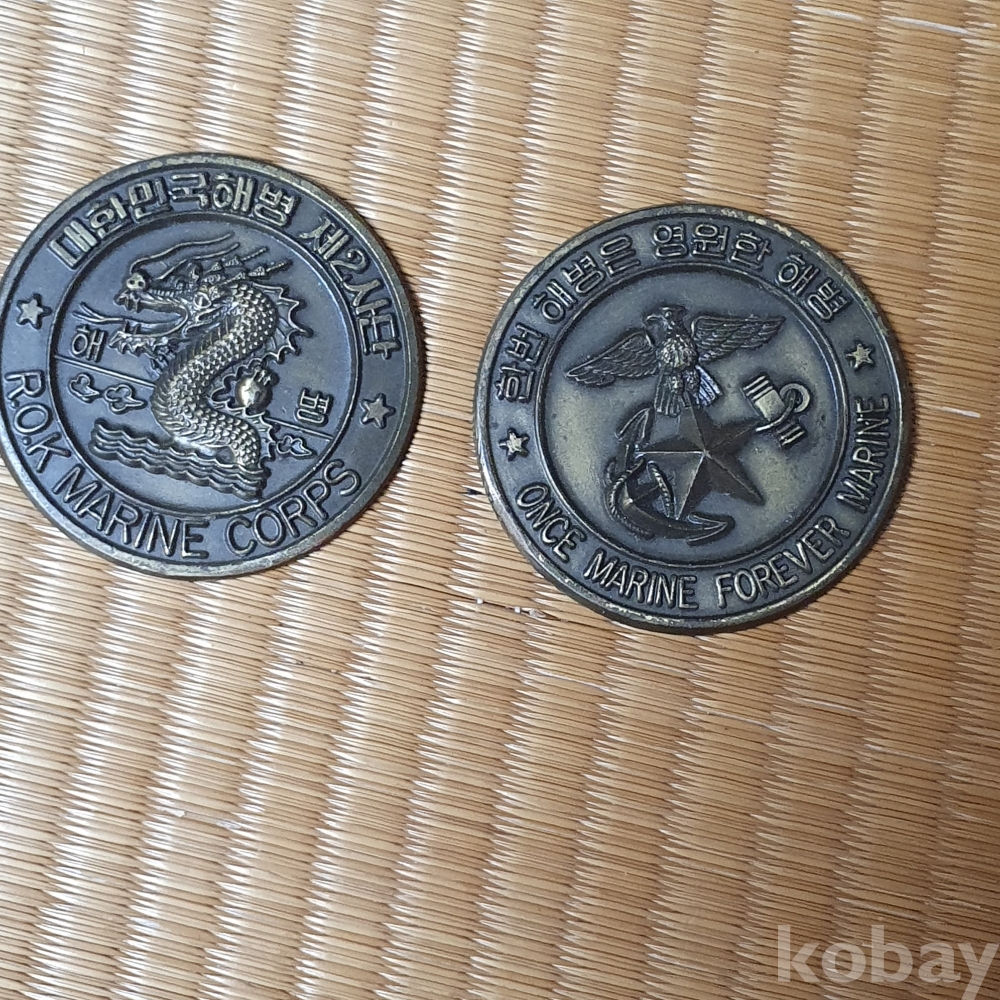 대한민국해병 제2사단
해
병
R.O.K MARINE CORPS
한번 해병은 영원한 해병
ONCE MARINE FOREVER MARINE
kobay